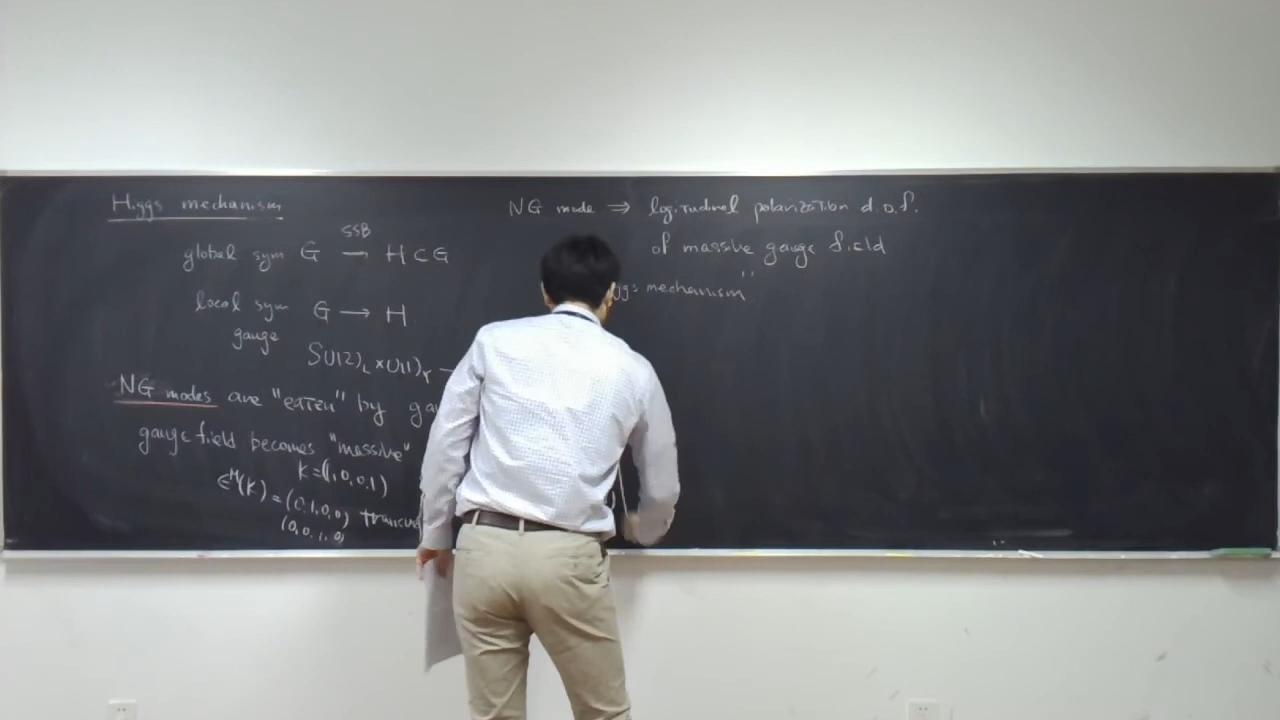 Higgs mechanism
SSB
global sym G → H ⊂ G
local sym G → H
gauge
SU(2)_L × U(1)_Y
NG modes are "eaten" by
gauge field becomes "massive"
K = (1, 0, 0, 1)
ε^μ(K) = (0, 1, 0, 0)
(0, 0, 1, 0)
NG mode ⇒ logitudinal polarization d.o.f.
of massive gauge field
mechanism"